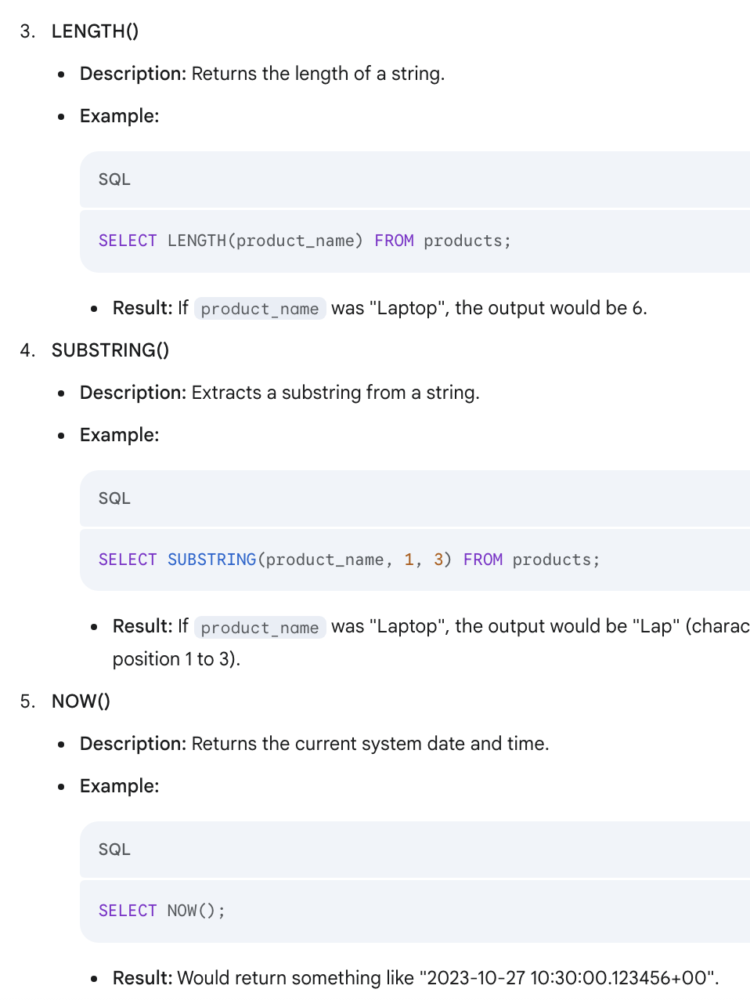 3. LENGTH()
• Description: Returns the length of a string.
• Example:
SQL
SELECT LENGTH(product_name) FROM products;
• Result: If product_name was "Laptop", the output would be 6.
4. SUBSTRING()
• Description: Extracts a substring from a string.
• Example:
SQL
SELECT SUBSTRING(product_name, 1, 3) FROM products;
• Result: If product_name was "Laptop", the output would be "Lap" (charac
position 1 to 3).
5. NOW()
• Description: Returns the current system date and time.
• Example:
SQL
SELECT NOW();
• Result: Would return something like "2023-10-27 10:30:00.123456+00".